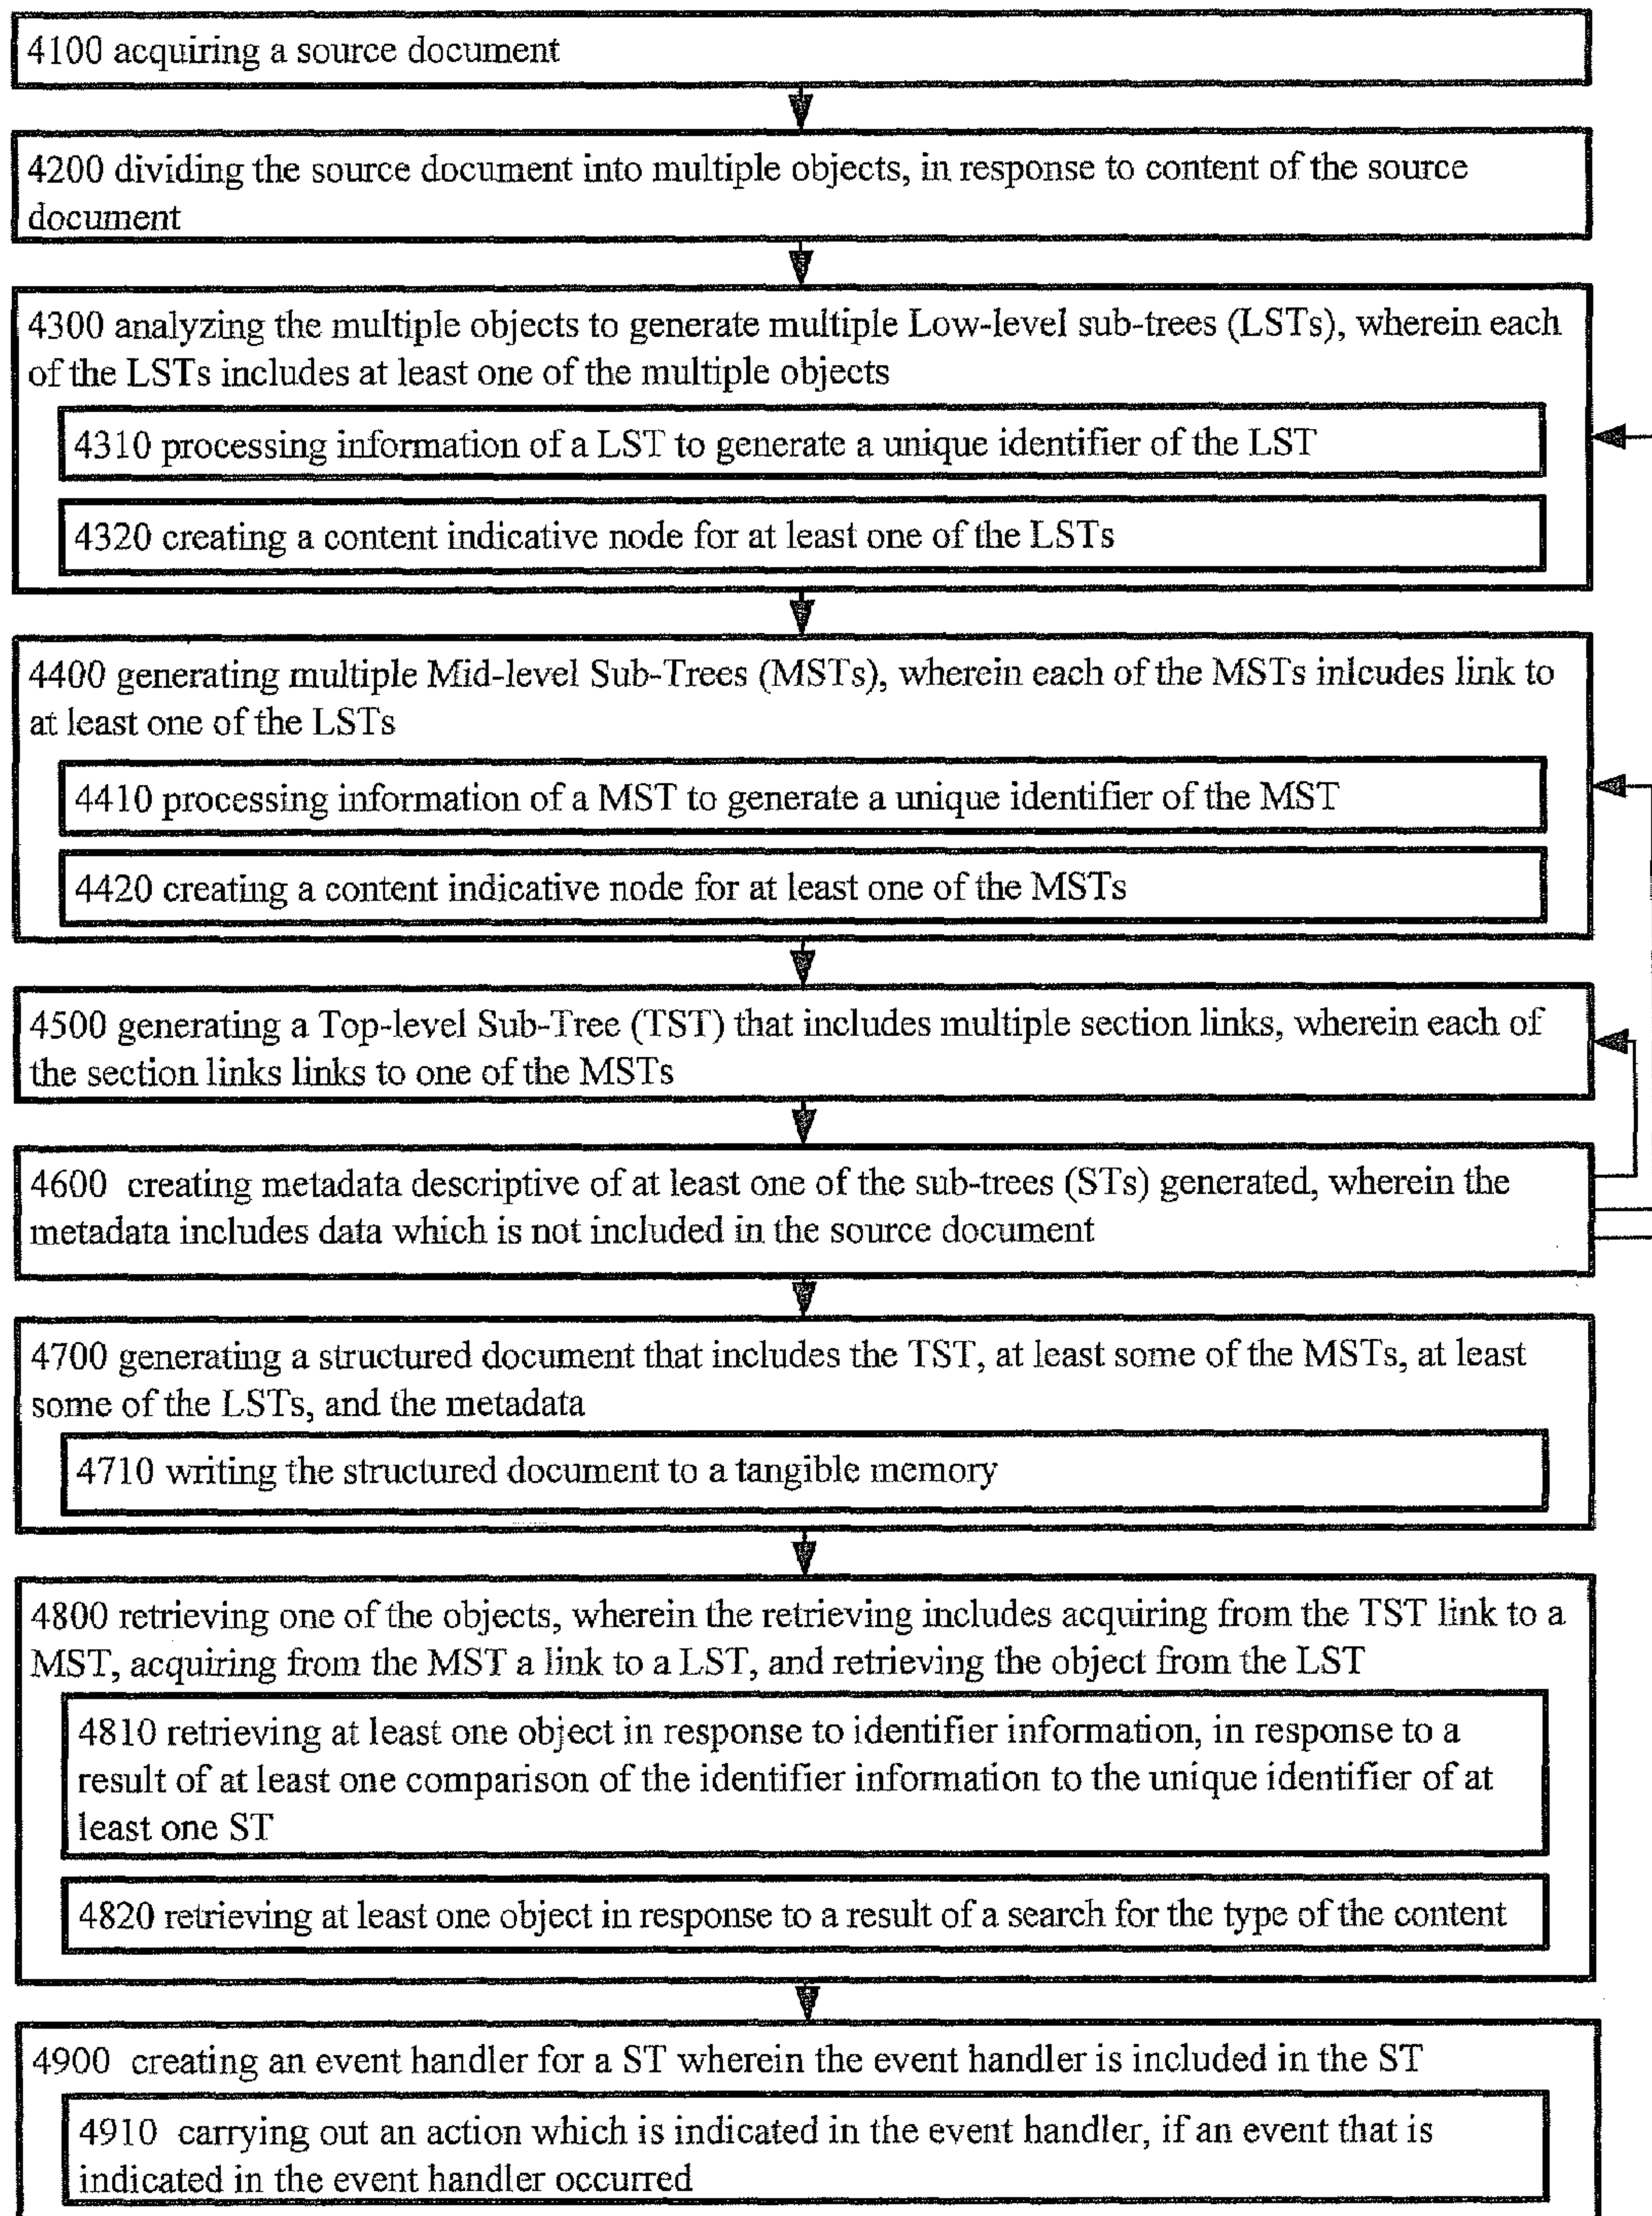 4100 acquiring a source document
4200 dividing the source document into multiple objects, in response to content of the source
document
4300 analyzing the multiple objects to generate multiple Low-level sub-trees (LSTs), wherein each
of the LSTs includes at least one of the multiple objects
4310 processing information of a LST to generate a unique identifier of the LST
4320 creating a content indicative node for at least one of the LSTs
4400 generating multiple Mid-level Sub-Trees (MSTs), wherein each of the MSTs inlcudes link to
at least one of the LSTs
4410 processing information of a MST to generate a unique identifier of the MST
4420 creating a content indicative node for at least one of the MSTs
4500 generating a Top-level Sub-Tree (TST) that includes multiple section links, wherein each of
the section links links to one of the MSTs
4600 creating metadata descriptive of at least one of the sub-trees (STs) generated, wherein the
metadata includes data which is not included in the source document
4700 generating a structured document that includes the TST, at least some of the MSTs, at least
some of the LSTs, and the metadata
4710 writing the structured document to a tangible memory
4800 retrieving one of the objects, wherein the retrieving includes acquiring from the TST link to a
MST, acquiring from the MST a link to a LST, and retrieving the object from the LST
4810 retrieving at least one object in response to identifier information, in response to a
result of at least one comparison of the identifier information to the unique identifier of at
least one ST
4820 retrieving at least one object in response to a result of a search for the type of the content
4900 creating an event handler for a ST wherein the event handler is included in the ST
4910 carrying out an action which is indicated in the event handler, if an event that is
indicated in the event handler occurred